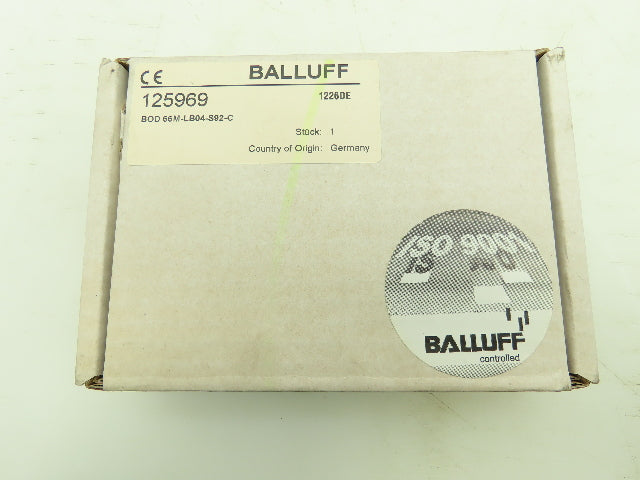 CE BALLUFF
125969 1226DE
BOD 66M-LB04-S92-C
Stück: 1
Country of Origin: Germany
ISO 9001
BALLUFF
controlled